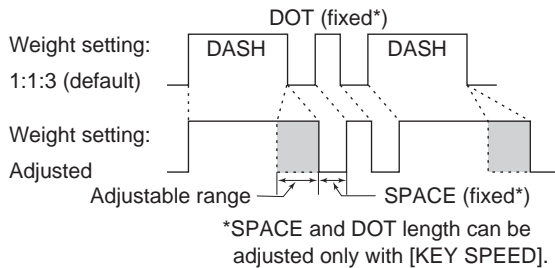 DOT (fixed*)
Weight setting: DASH DASH
1:1:3 (default)
Weight setting:
Adjusted
Adjustable range SPACE (fixed*)
*SPACE and DOT length can be
adjusted only with [KEY SPEED].